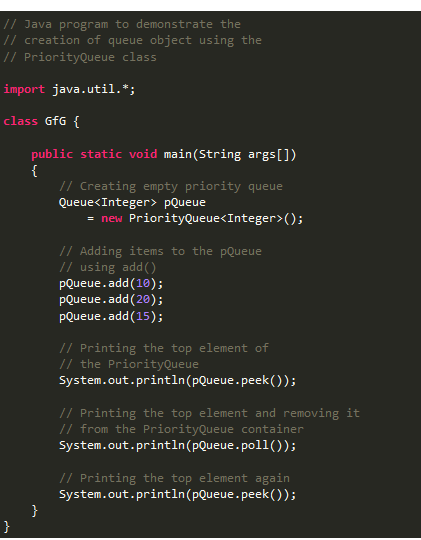 // Java program to demonstrate the
// creation of queue object using the
// PriorityQueue class
import java.util.*;
class GfG {
public static void main(String args[])
{
// Creating empty priority queue
Queue<Integer> pQueue
= new PriorityQueue<Integer>();
// Adding items to the pQueue
// using add()
pQueue.add(10);
pQueue.add(20);
pQueue.add(15);
// Printing the top element of
// the PriorityQueue
System.out.println(pQueue.peek());
// Printing the top element and removing it
// from the PriorityQueue container
System.out.println(pQueue.poll());
// Printing the top element again
System.out.println(pQueue.peek());
}
}